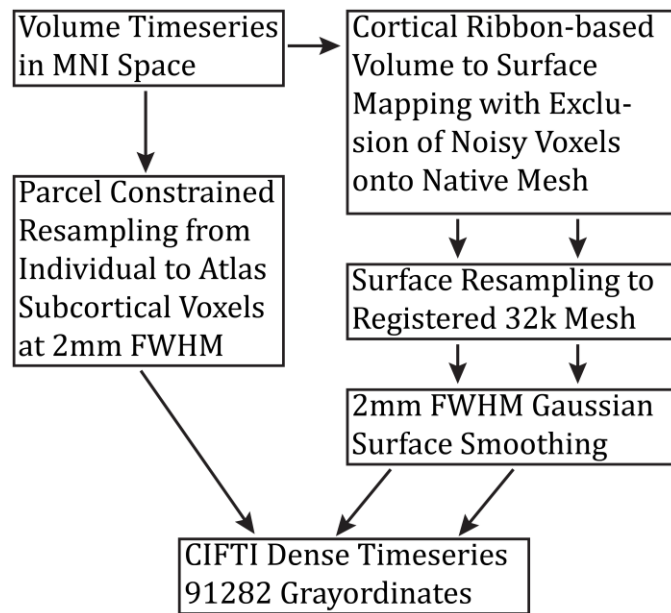 Volume Timeseries
in MNI Space
Cortical Ribbon-based
Volume to Surface
Mapping with Exclu-
sion of Noisy Voxels
onto Native Mesh
Parcel Constrained
Resampling from
Individual to Atlas
Subcortical Voxels
at 2mm FWHM
Surface Resampling to
Registered 32k Mesh
2mm FWHM Gaussian
Surface Smoothing
CIFTI Dense Timeseries
91282 Grayordinates